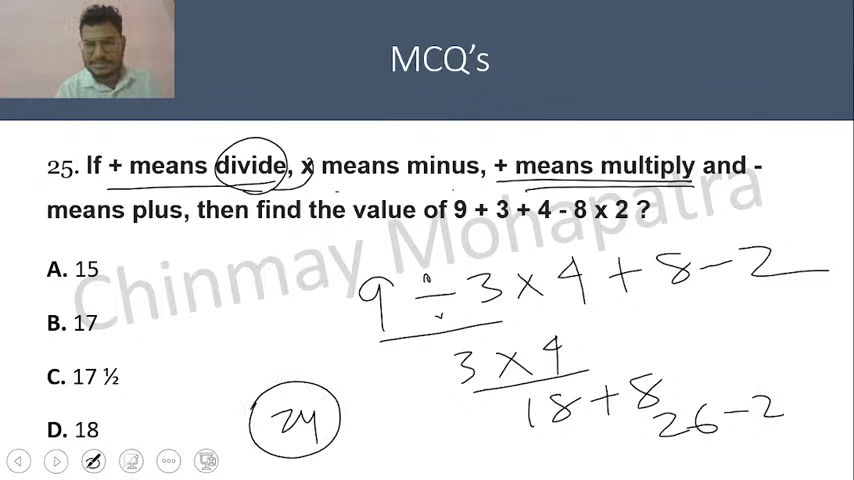 MCQ's
25. If + means divide, x means minus, + means multiply and -
means plus, then find the value of 9 + 3 + 4 - 8 x 2 ?
Chinmay Mohapatra
A. 15
B. 17
C. 17 ½
D. 18
9 ÷ 3 × 4 + 8 - 2
3 × 4
18 + 8
26 - 2
24